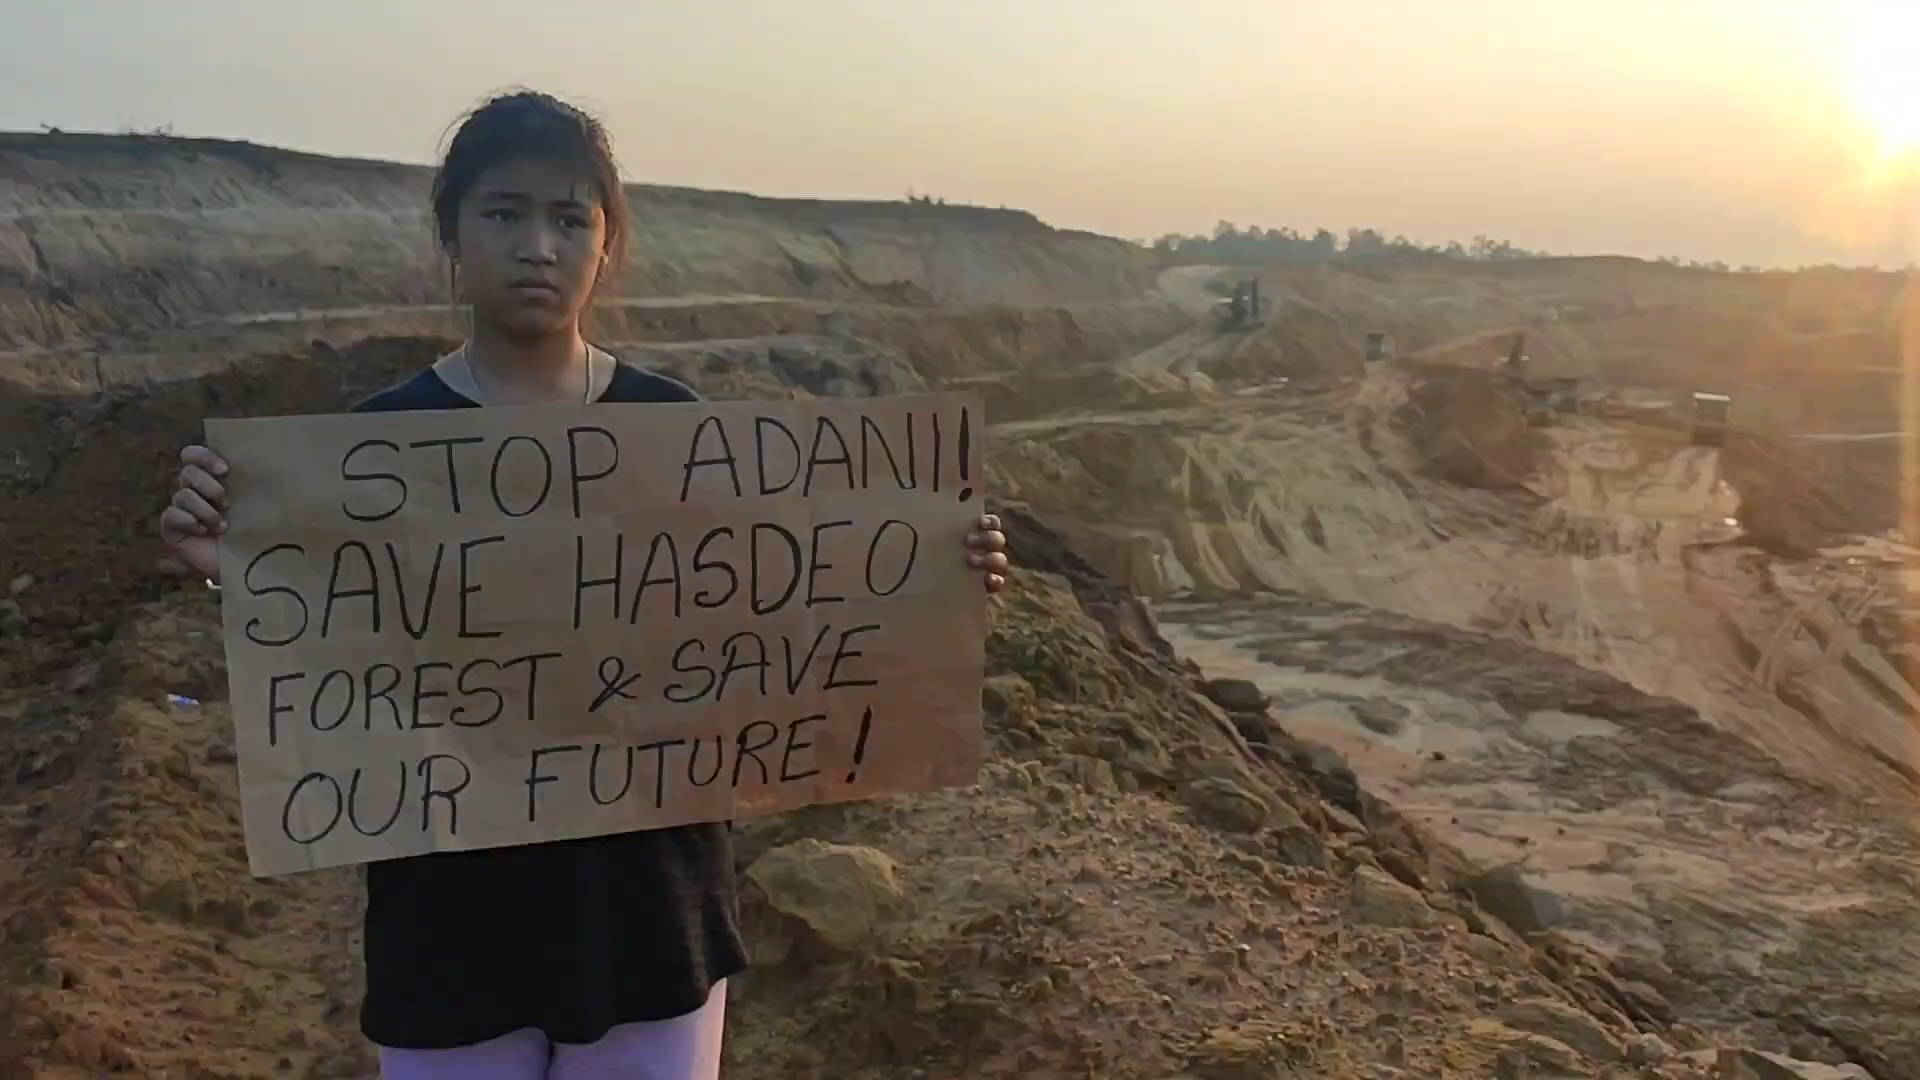 STOP ADANI!
SAVE HASDEO
FOREST & SAVE
OUR FUTURE!